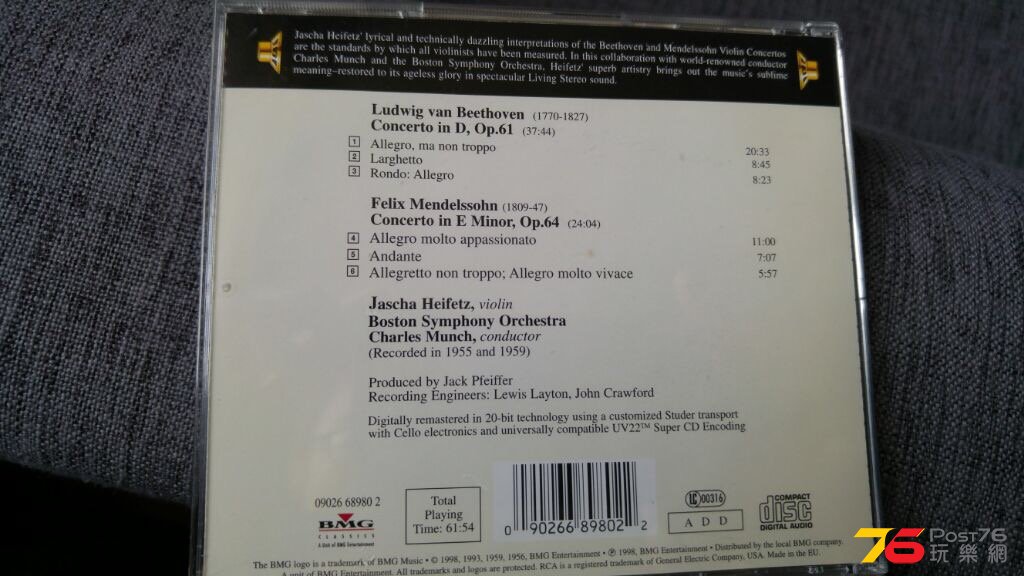 Jascha Heifetz' lyrical and technically dazzling interpretations of the Beethoven and Mendelssohn Violin Concertos
are the standards by which all violinists have been measured. In this collaboration with world-renowned conductor
Charles Munch and the Boston Symphony Orchestra, Heifetz' superb artistry brings out the music's sublime
meaning–restored to its ageless glory in spectacular Living Stereo sound.
Ludwig van Beethoven (1770-1827)
Concerto in D, Op.61 (37:44)
1 Allegro, ma non troppo 20:33
2 Larghetto 8:45
3 Rondo: Allegro 8:23
Felix Mendelssohn (1809-47)
Concerto in E Minor, Op.64 (24:04)
4 Allegro molto appassionato 11:00
5 Andante 7:07
6 Allegretto non troppo; Allegro molto vivace 5:57
Jascha Heifetz, violin
Boston Symphony Orchestra
Charles Munch, conductor
(Recorded in 1955 and 1959)
Produced by Jack Pfeiffer
Recording Engineers: Lewis Layton, John Crawford
Digitally remastered in 20-bit technology using a customized Studer transport
with Cello electronics and universally compatible UV22™ Super CD Encoding
09026 68980 2
BMG
CLASSICS
A Unit of BMG Entertainment
Total
Playing
Time: 61:54
0 90266 89802 2
LC 00316
A D D
COMPACT
disc
DIGITAL AUDIO
The BMG logo is a trademark of BMG Music • © 1998, 1993, 1959, 1956, BMG Entertainment • ℗ 1998, BMG Entertainment • Distributed by the local BMG company.
A unit of BMG Entertainment. All trademarks and logos are protected. RCA is a registered trademark of General Electric Company, USA. Made in the EU.
76 POST76
玩樂網